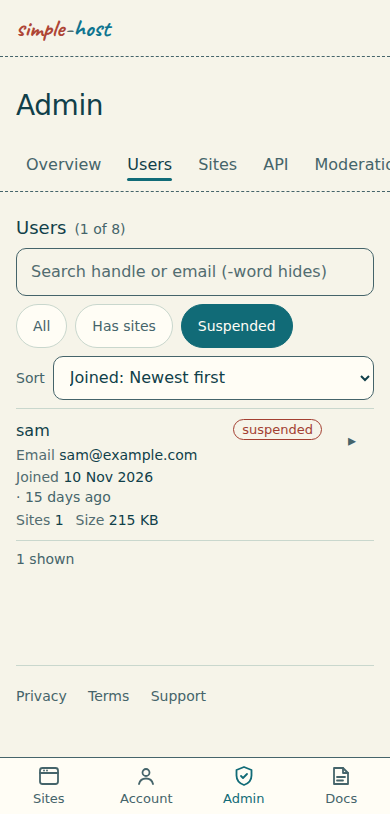 simple-host
Admin
Overview Users Sites API Moderatio
Users (1 of 8)
Search handle or email (-word hides)
All Has sites Suspended
Sort Joined: Newest first
sam suspended
Email sam@example.com
Joined 10 Nov 2026
· 15 days ago
Sites 1 Size 215 KB
1 shown
Privacy Terms Support
Sites Account Admin Docs